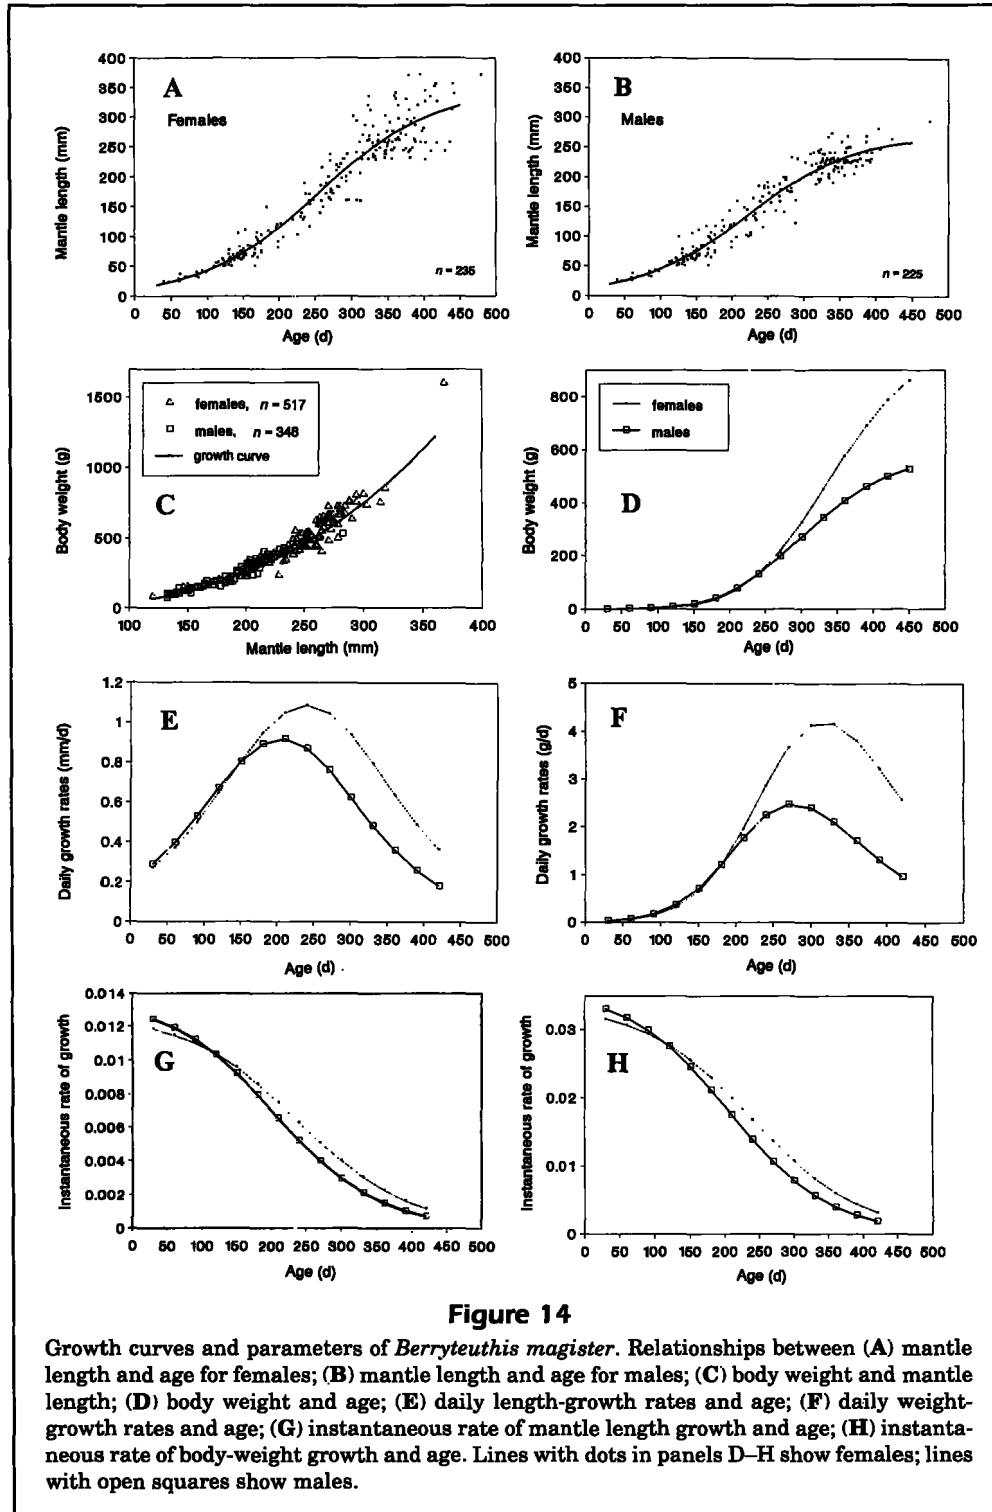 400
350
300
250
200
150
100
50
0
Mantle length (mm)
A
Females
n = 235
0 50 100 150 200 250 300 350 400 450 500
Age (d)
400
350
300
250
200
150
100
50
0
Mantle length (mm)
B
Males
n = 225
0 50 100 150 200 250 300 350 400 450 500
Age (d)
1500
1000
500
0
Body weight (g)
females, n = 517
males, n = 348
growth curve
C
100 150 200 250 300 350 400
Mantle length (mm)
800
600
400
200
0
Body weight (g)
females
males
D
0 50 100 150 200 250 300 350 400 450 500
Age (d)
1.2
1
0.8
0.6
0.4
0.2
0
Daily growth rates (mm/d)
E
0 50 100 150 200 250 300 350 400 450 500
Age (d)
5
4
3
2
1
0
Daily growth rates (g/d)
F
0 50 100 150 200 250 300 350 400 450 500
Age (d)
0.014
0.012
0.01
0.008
0.006
0.004
0.002
0
Instantaneous rate of growth
G
0 50 100 150 200 250 300 350 400 450 500
Age (d)
0.03
0.02
0.01
0
Instantaneous rate of growth
H
0 50 100 150 200 250 300 350 400 450 500
Age (d)
Figure 14
Growth curves and parameters of Berryteuthis magister. Relationships between (A) mantle
length and age for females; (B) mantle length and age for males; (C) body weight and mantle
length; (D) body weight and age; (E) daily length-growth rates and age; (F) daily weight-
growth rates and age; (G) instantaneous rate of mantle length growth and age; (H) instanta-
neous rate of body-weight growth and age. Lines with dots in panels D–H show females; lines
with open squares show males.